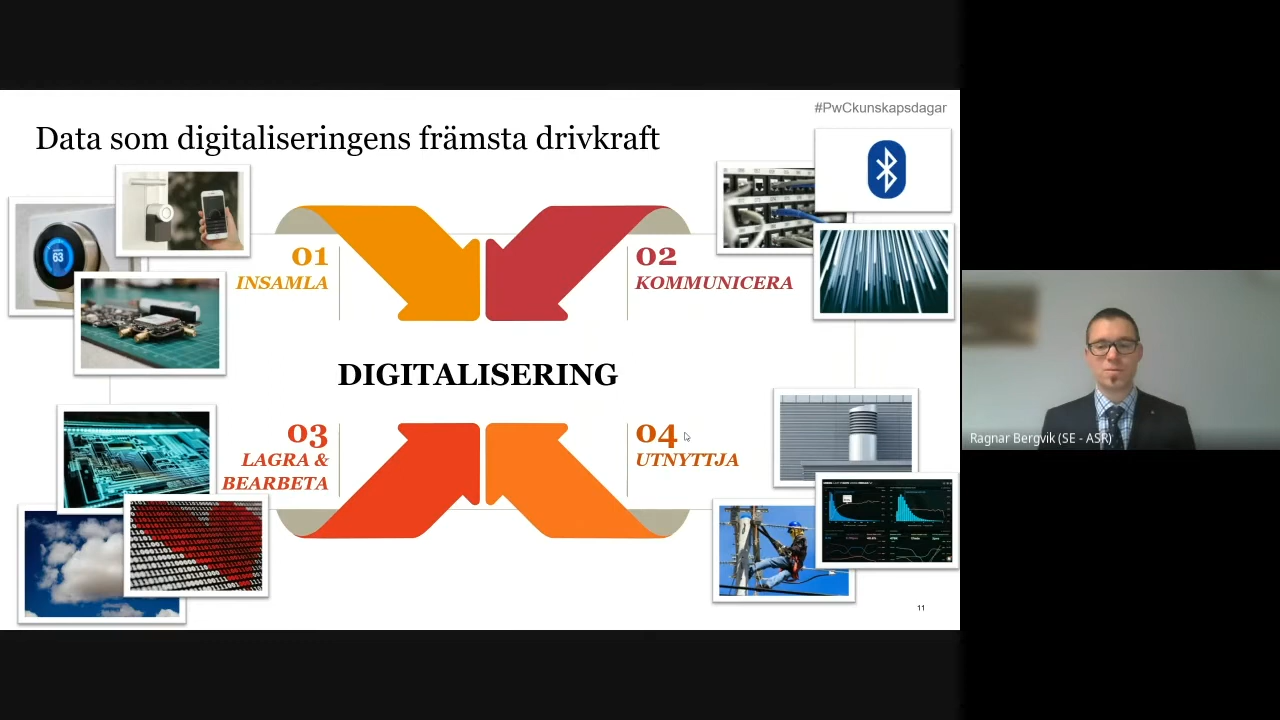 #PwCkunskapsdagar
Data som digitaliseringens främsta drivkraft
63
01
INSAMLA
02
KOMMUNICERA
DIGITALISERING
03
LAGRA &
BEARBETA
04
UTNYTTJA
11
Ragnar Bergvik (SE - ASR)